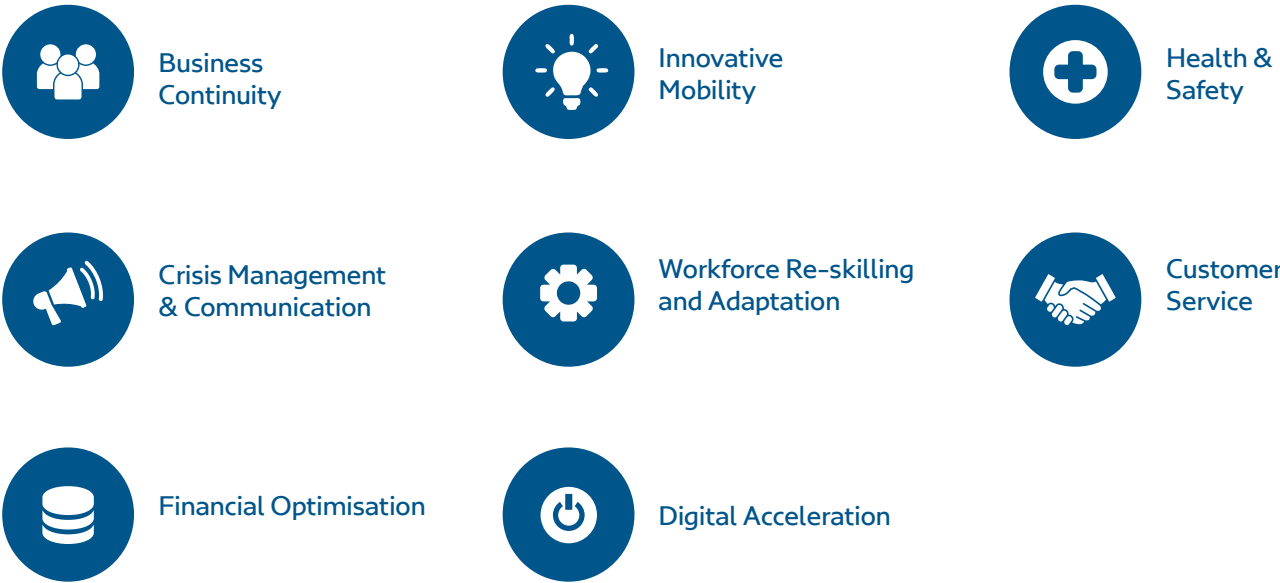 Business
Continuity
Innovative
Mobility
Health &
Safety
Crisis Management
& Communication
Workforce Re-skilling
and Adaptation
Customer
Service
Financial Optimisation
Digital Acceleration